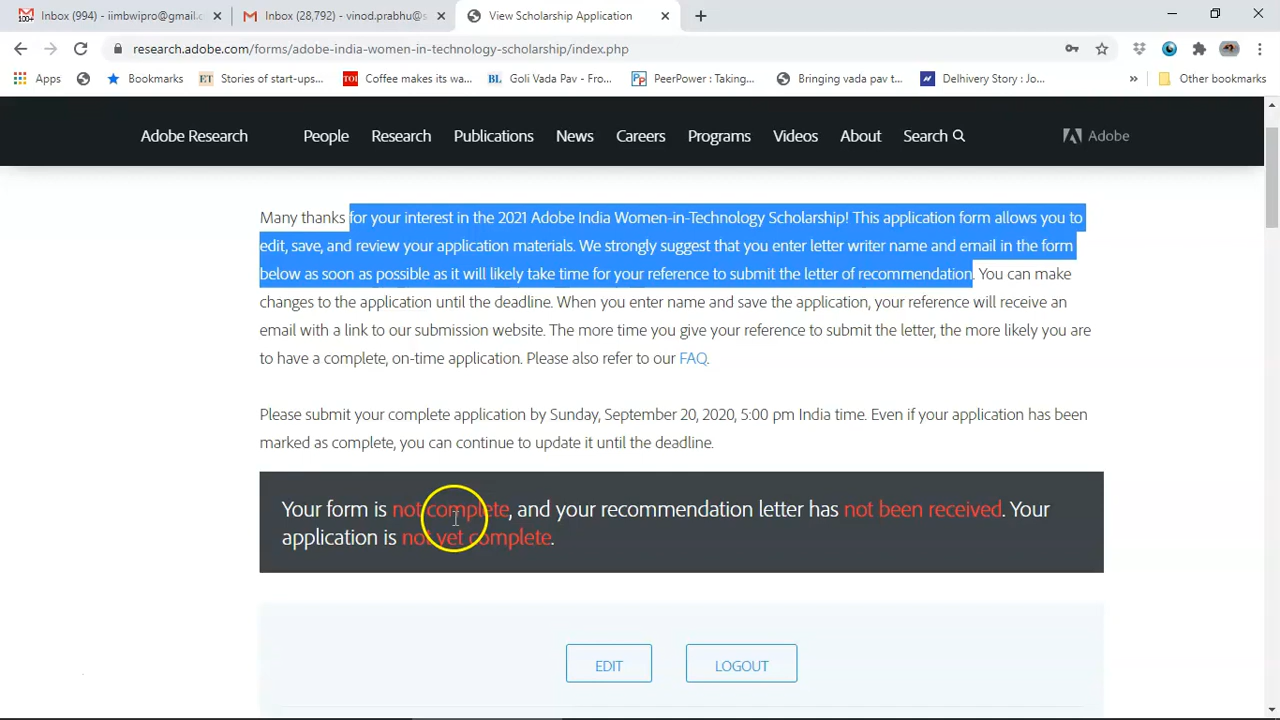 Inbox (994) - iimbwipro@gmail.c
Inbox (28,792) - vinod.prabhu@s
View Scholarship Application
research.adobe.com/forms/adobe-india-women-in-technology-scholarship/index.php
Apps
Bookmarks
ET Stories of start-ups...
TOI Coffee makes its wa...
BL Goli Vada Pav - Fro...
PeerPower : Taking...
Bringing vada pav t...
Delhivery Story : Jo...
» Other bookmarks
Adobe Research People Research Publications News Careers Programs Videos About Search Adobe
Many thanks for your interest in the 2021 Adobe India Women-in-Technology Scholarship! This application form allows you to
edit, save, and review your application materials. We strongly suggest that you enter letter writer name and email in the form
below as soon as possible as it will likely take time for your reference to submit the letter of recommendation. You can make
changes to the application until the deadline. When you enter name and save the application, your reference will receive an
email with a link to our submission website. The more time you give your reference to submit the letter, the more likely you are
to have a complete, on-time application. Please also refer to our FAQ.
Please submit your complete application by Sunday, September 20, 2020, 5:00 pm India time. Even if your application has been
marked as complete, you can continue to update it until the deadline.
Your form is not complete, and your recommendation letter has not been received. Your
application is not yet complete.
EDIT LOGOUT